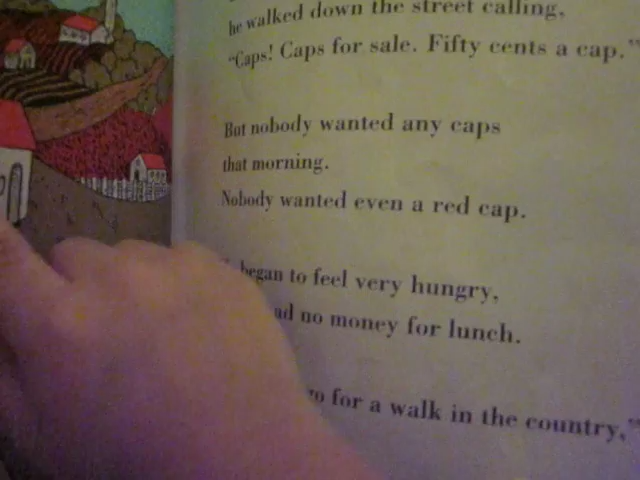 he walked down the street calling,
"Caps! Caps for sale. Fifty cents a cap."
But nobody wanted any caps
that morning.
Nobody wanted even a red cap.
began to feel very hungry,
no money for lunch.
for a walk in the country,"